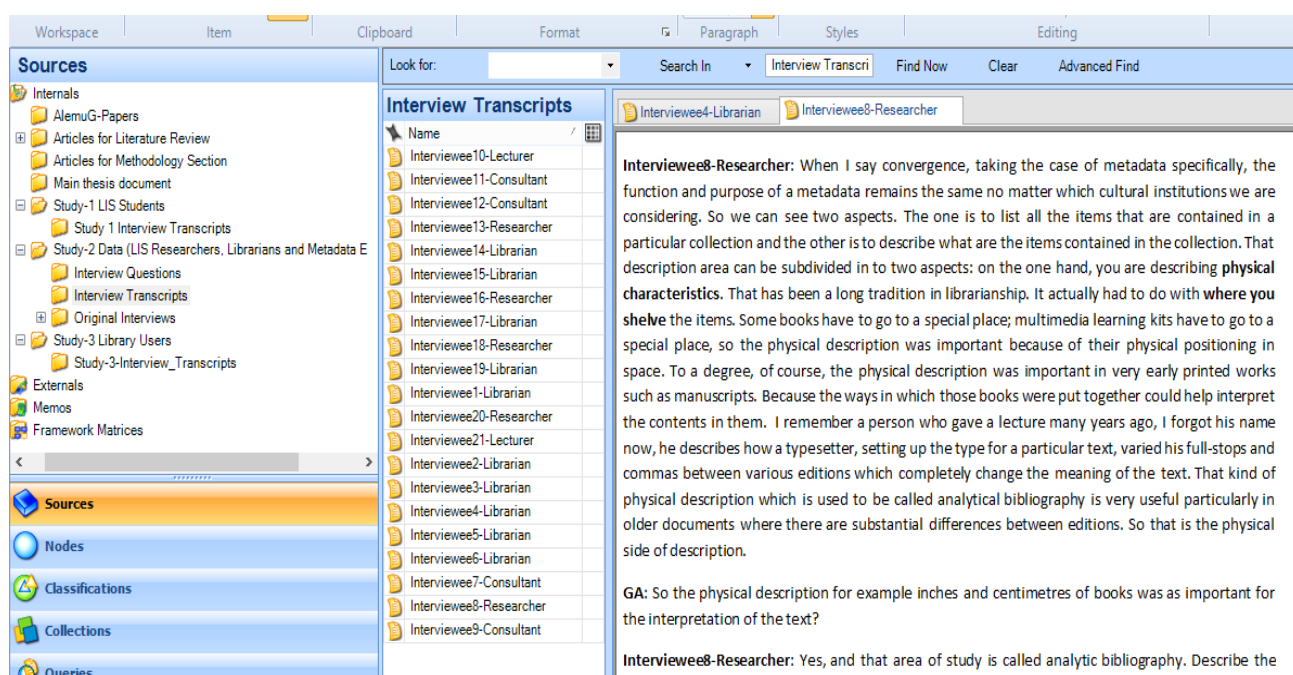 Workspace
Item
Clipboard
Format
Paragraph
Styles
Editing
Sources
Internals
AlemuG-Papers
Articles for Literature Review
Articles for Methodology Section
Main thesis document
Study-1 LIS Students
Study 1 Interview Transcripts
Study-2 Data (LIS Researchers, Librarians and Metadata E
Interview Questions
Interview Transcripts
Original Interviews
Study-3 Library Users
Study-3-Interview_Transcripts
Externals
Memos
Framework Matrices
Sources
Nodes
Classifications
Collections
Queries
Look for:
Search In
Interview Transcri
Find Now
Clear
Advanced Find
Interview Transcripts
Name
Interviewee10-Lecturer
Interviewee11-Consultant
Interviewee12-Consultant
Interviewee13-Researcher
Interviewee14-Librarian
Interviewee15-Librarian
Interviewee16-Researcher
Interviewee17-Librarian
Interviewee18-Researcher
Interviewee19-Librarian
Interviewee1-Librarian
Interviewee20-Researcher
Interviewee21-Lecturer
Interviewee2-Librarian
Interviewee3-Librarian
Interviewee4-Librarian
Interviewee5-Librarian
Interviewee6-Librarian
Interviewee7-Consultant
Interviewee8-Researcher
Interviewee9-Consultant
Interviewee4-Librarian
Interviewee8-Researcher
Interviewee8-Researcher: When I say convergence, taking the case of metadata specifically, the
function and purpose of a metadata remains the same no matter which cultural institutions we are
considering. So we can see two aspects. The one is to list all the items that are contained in a
particular collection and the other is to describe what are the items contained in the collection. That
description area can be subdivided in to two aspects: on the one hand, you are describing physical
characteristics. That has been a long tradition in librarianship. It actually had to do with where you
shelve the items. Some books have to go to a special place; multimedia learning kits have to go to a
special place, so the physical description was important because of their physical positioning in
space. To a degree, of course, the physical description was important in very early printed works
such as manuscripts. Because the ways in which those books were put together could help interpret
the contents in them. I remember a person who gave a lecture many years ago, I forgot his name
now, he describes how a typesetter, setting up the type for a particular text, varied his full-stops and
commas between various editions which completely change the meaning of the text. That kind of
physical description which is used to be called analytical bibliography is very useful particularly in
older documents where there are substantial differences between editions. So that is the physical
side of description.
GA: So the physical description for example inches and centimetres of books was as important for
the interpretation of the text?
Interviewee8-Researcher: Yes, and that area of study is called analytic bibliography. Describe the